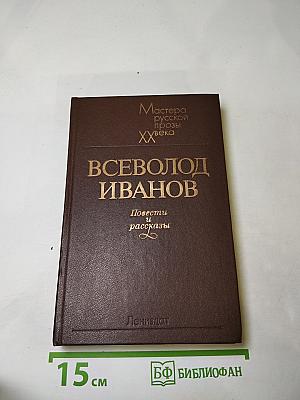 Мастера
русской
прозы
XX века
ВСЕВОЛОД
ИВАНОВ
Повести
и
рассказы
Лениздат
15 см
БФ БИБЛИОФАН